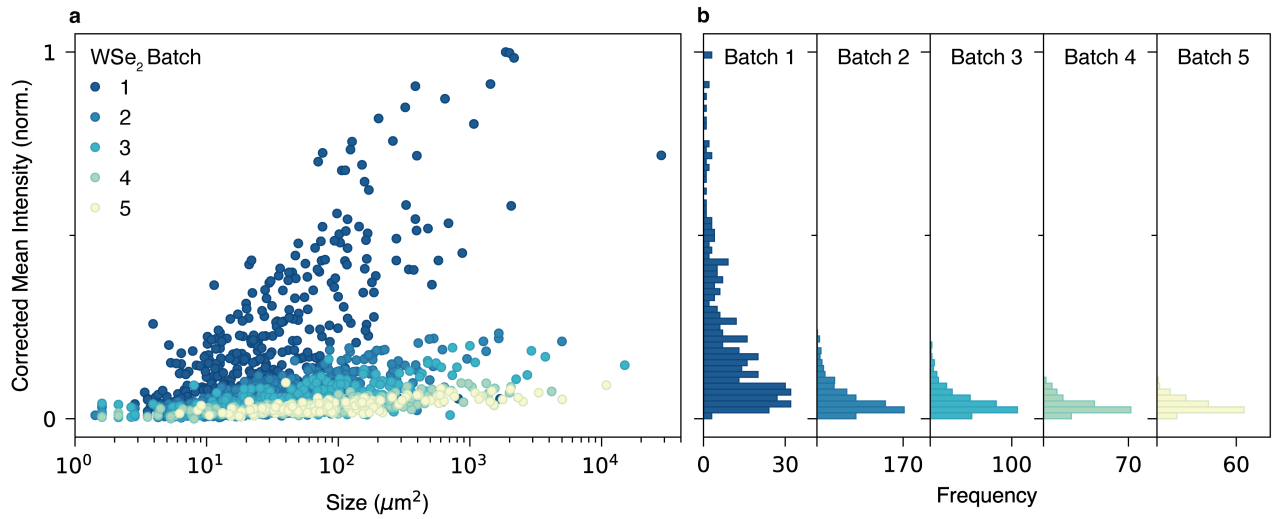 a
b
WSe2 Batch
1
2
3
4
5
Corrected Mean Intensity (norm.)
1
0
10^0
10^1
10^2
10^3
10^4
Size (μm^2)
Batch 1
Batch 2
Batch 3
Batch 4
Batch 5
0
30
170
100
70
60
Frequency